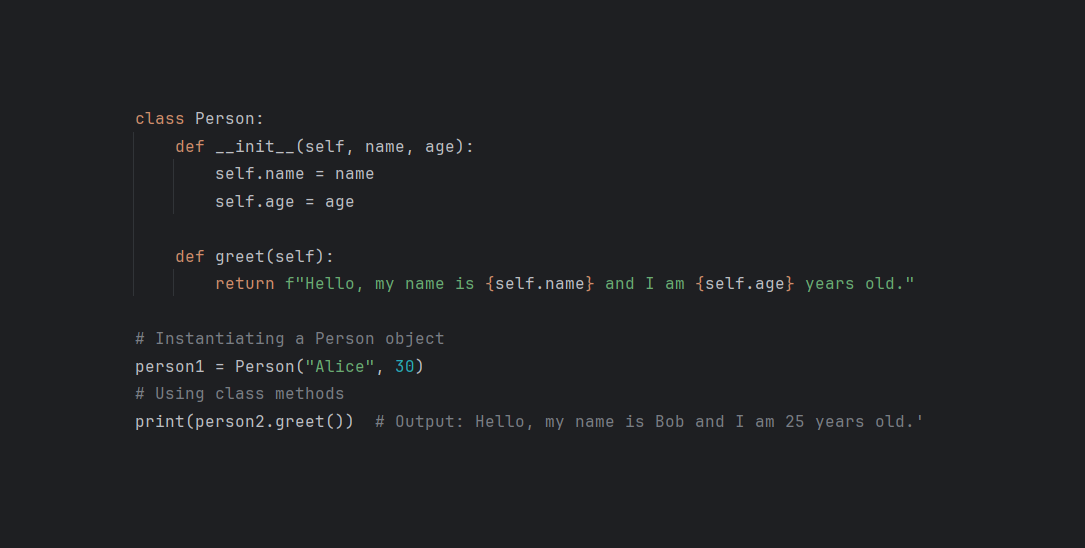 class Person:
    def __init__(self, name, age):
        self.name = name
        self.age = age

    def greet(self):
        return f"Hello, my name is {self.name} and I am {self.age} years old."

# Instantiating a Person object
person1 = Person("Alice", 30)
# Using class methods
print(person2.greet())  # Output: Hello, my name is Bob and I am 25 years old.'